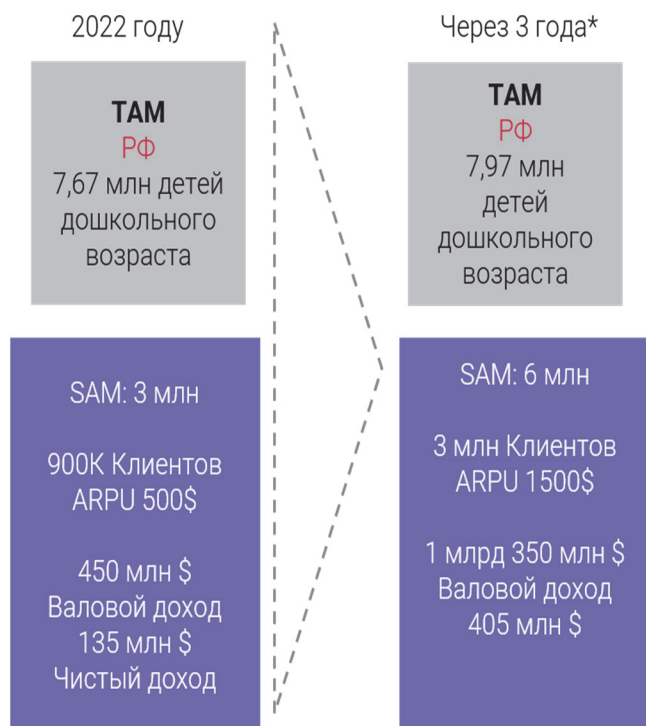 2022 году
ТАМ
РФ
7,67 млн детей
дошкольного
возраста
SAM: 3 млн
900К Клиентов
ARPU 500$
450 млн $
Валовой доход
135 млн $
Чистый доход
Через 3 года*
ТАМ
РФ
7,97 млн
детей
дошкольного
возраста
SAM: 6 млн
3 млн Клиентов
ARPU 1500$
1 млрд 350 млн $
Валовой доход
405 млн $